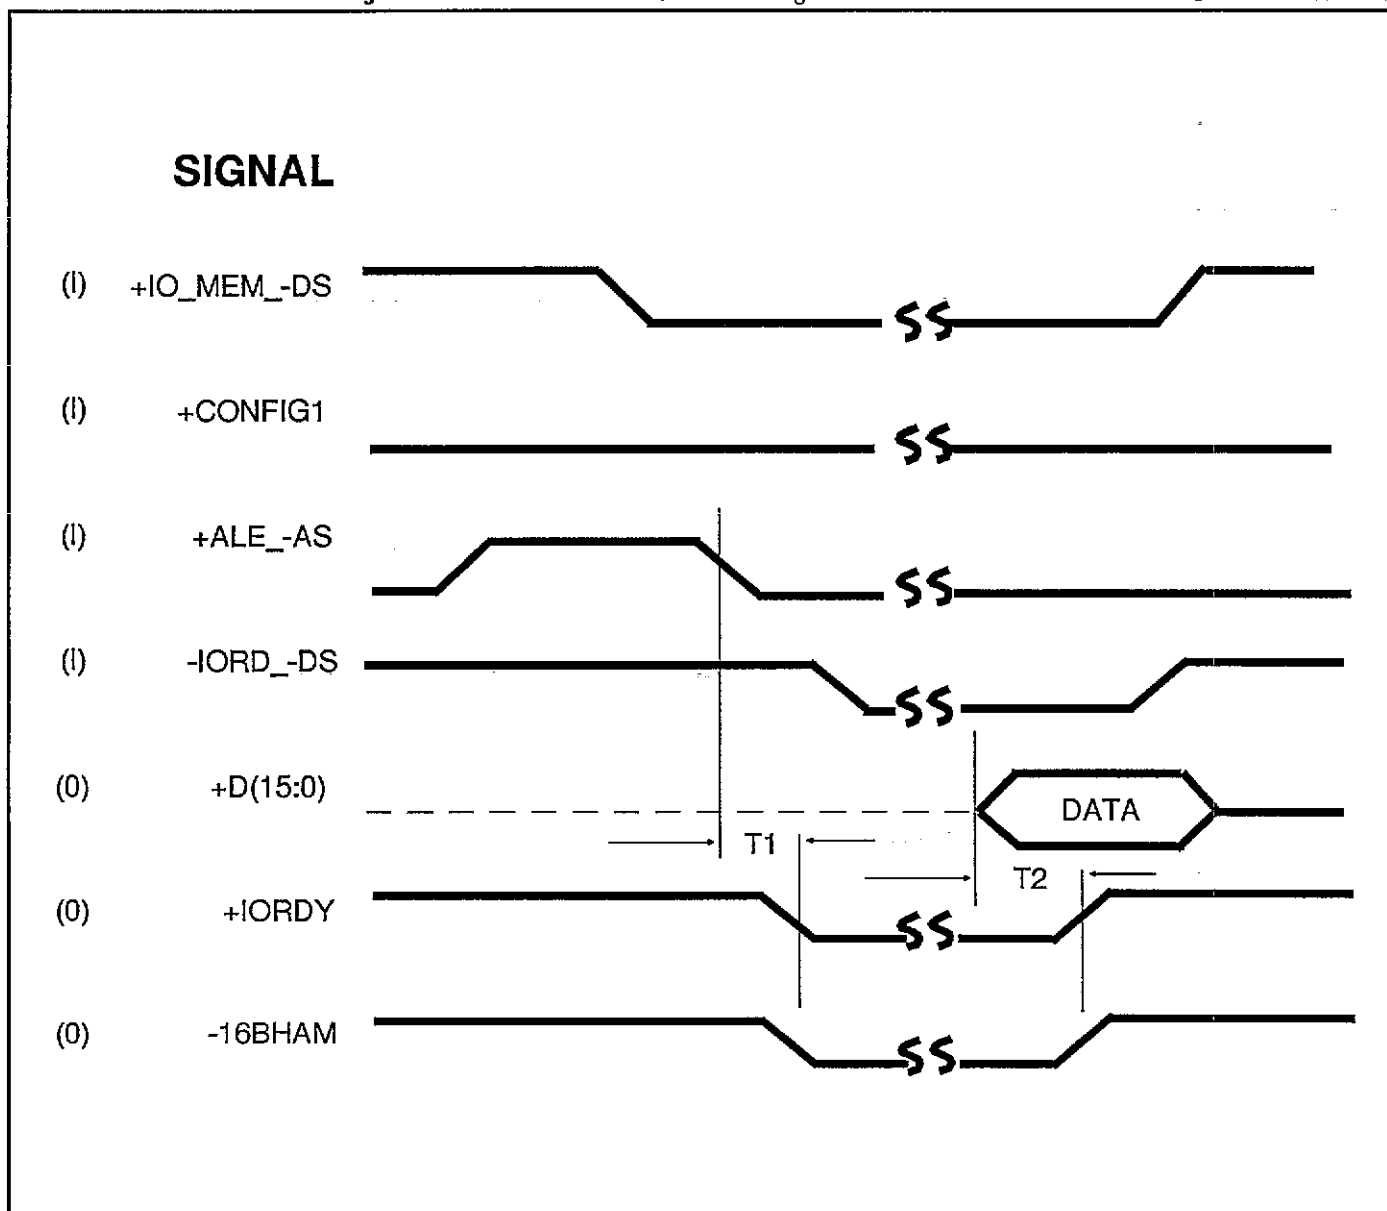 SIGNAL
(I) +IO_MEM_-DS
(I) +CONFIG1
(I) +ALE_-AS
(I) -IORD_-DS
(0) +D(15:0)
DATA
T1
T2
(0) +IORDY
(0) -16BHAM